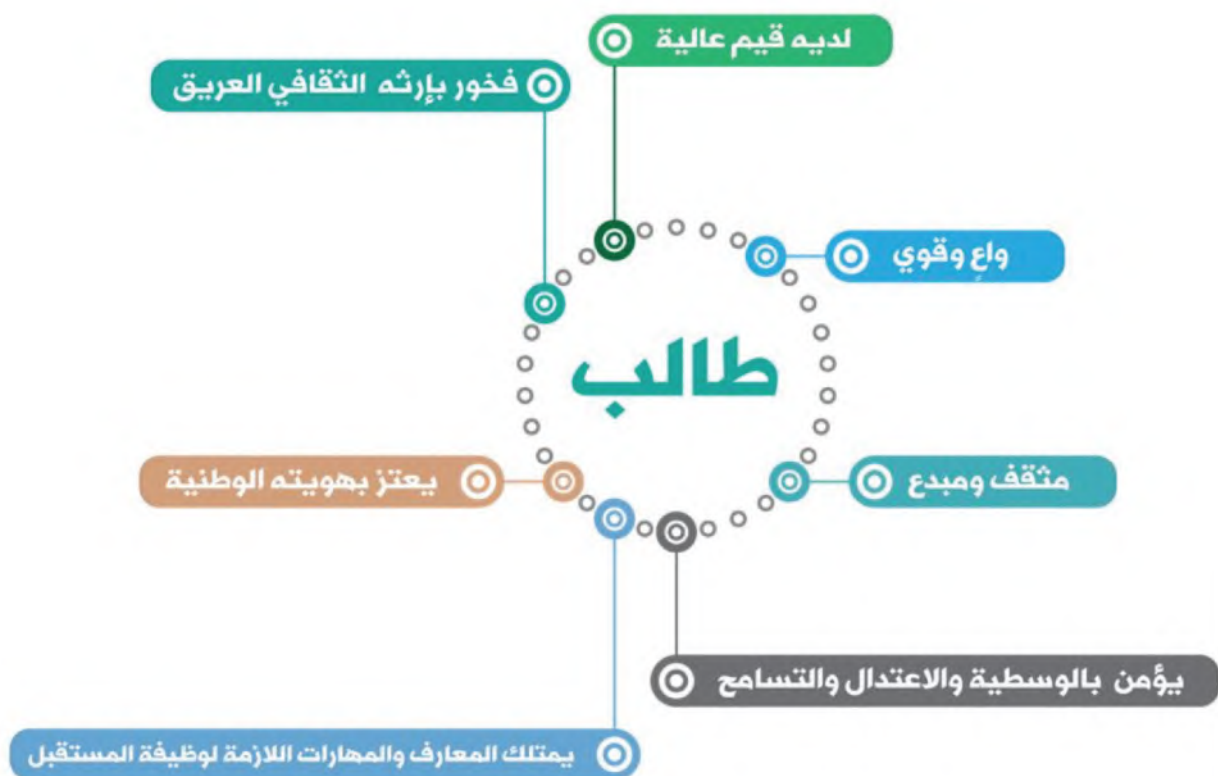 لديه قيم عالية
فخور بإرثه الثقافي العريق
واعٍ وقوي
طالب
يعتز بهويته الوطنية
مثقف ومبدع
يؤمن بالوسطية والاعتدال والتسامح
يمتلك المعارف والمهارات اللازمة لوظيفة المستقبل